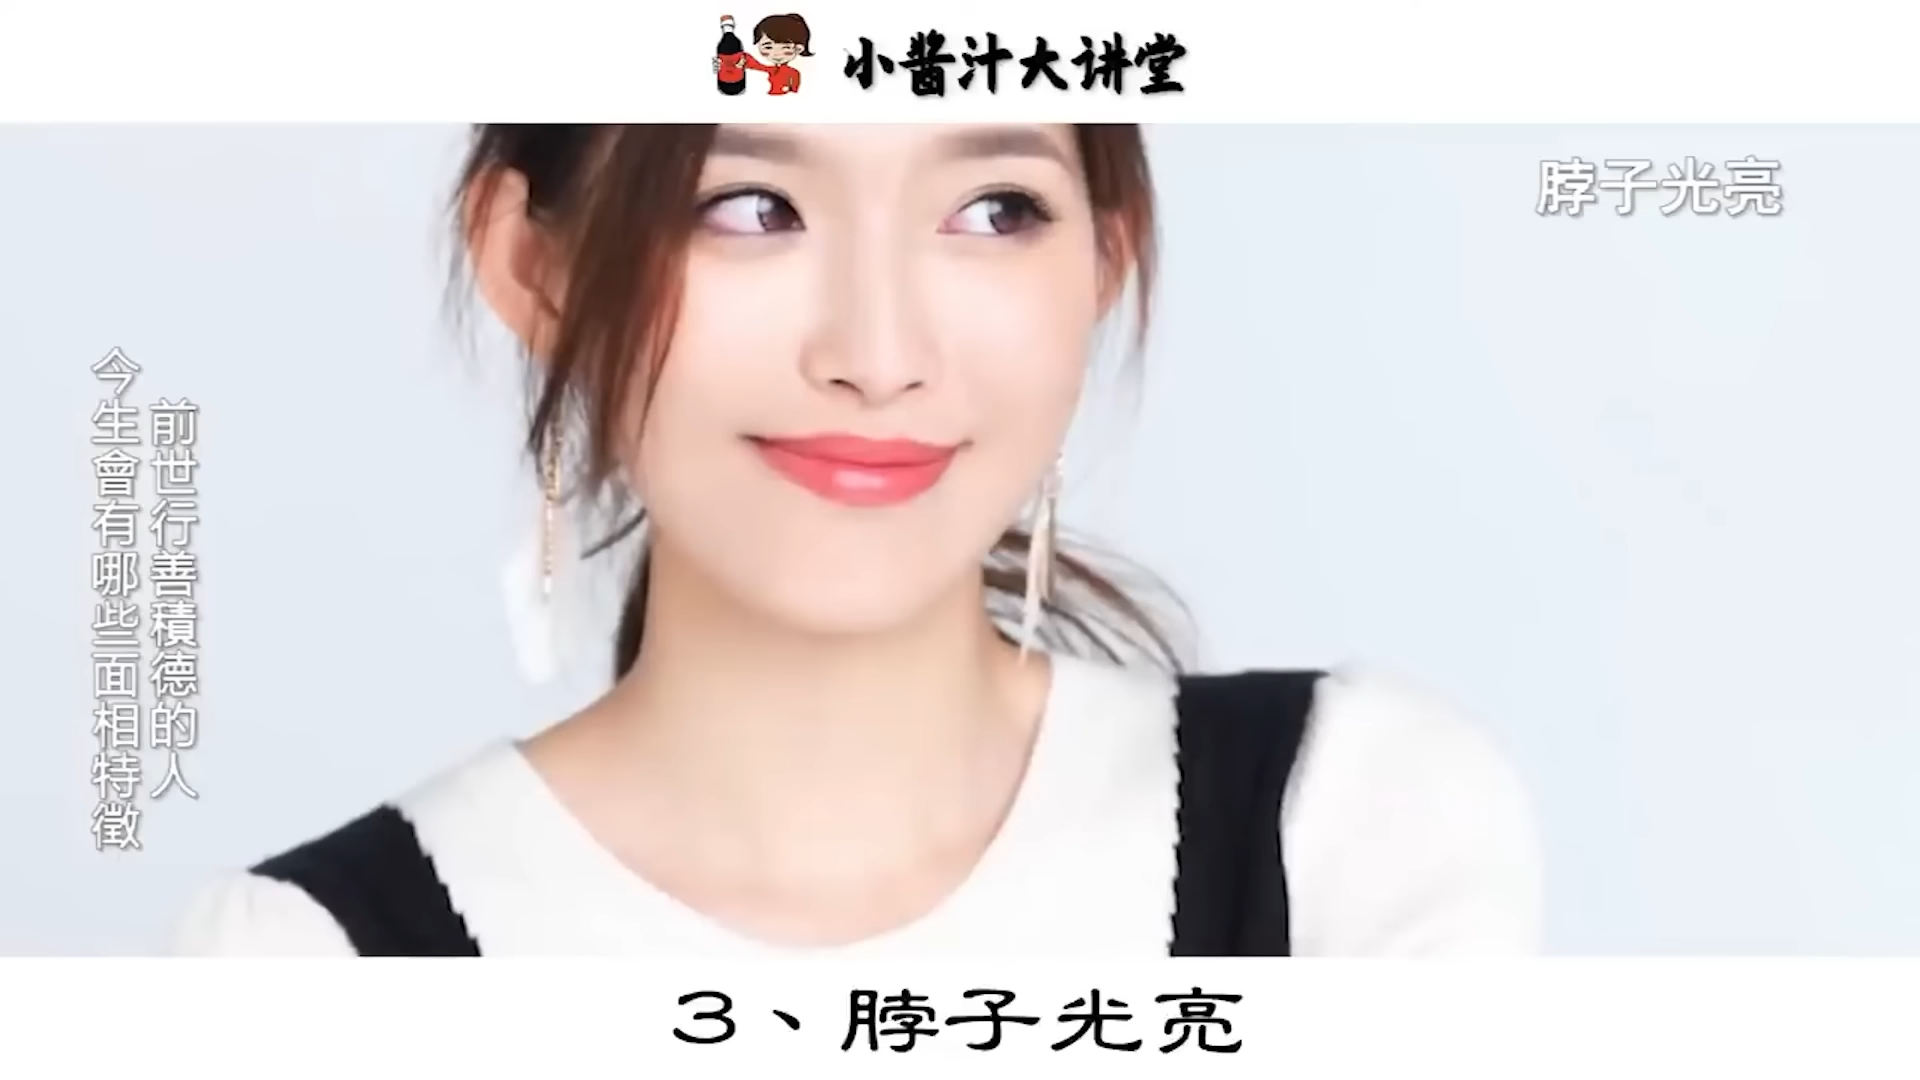 小酱汁大讲堂
脖子光亮
前世行善積德的人
今生會有哪些面相特徵
3、脖子光亮